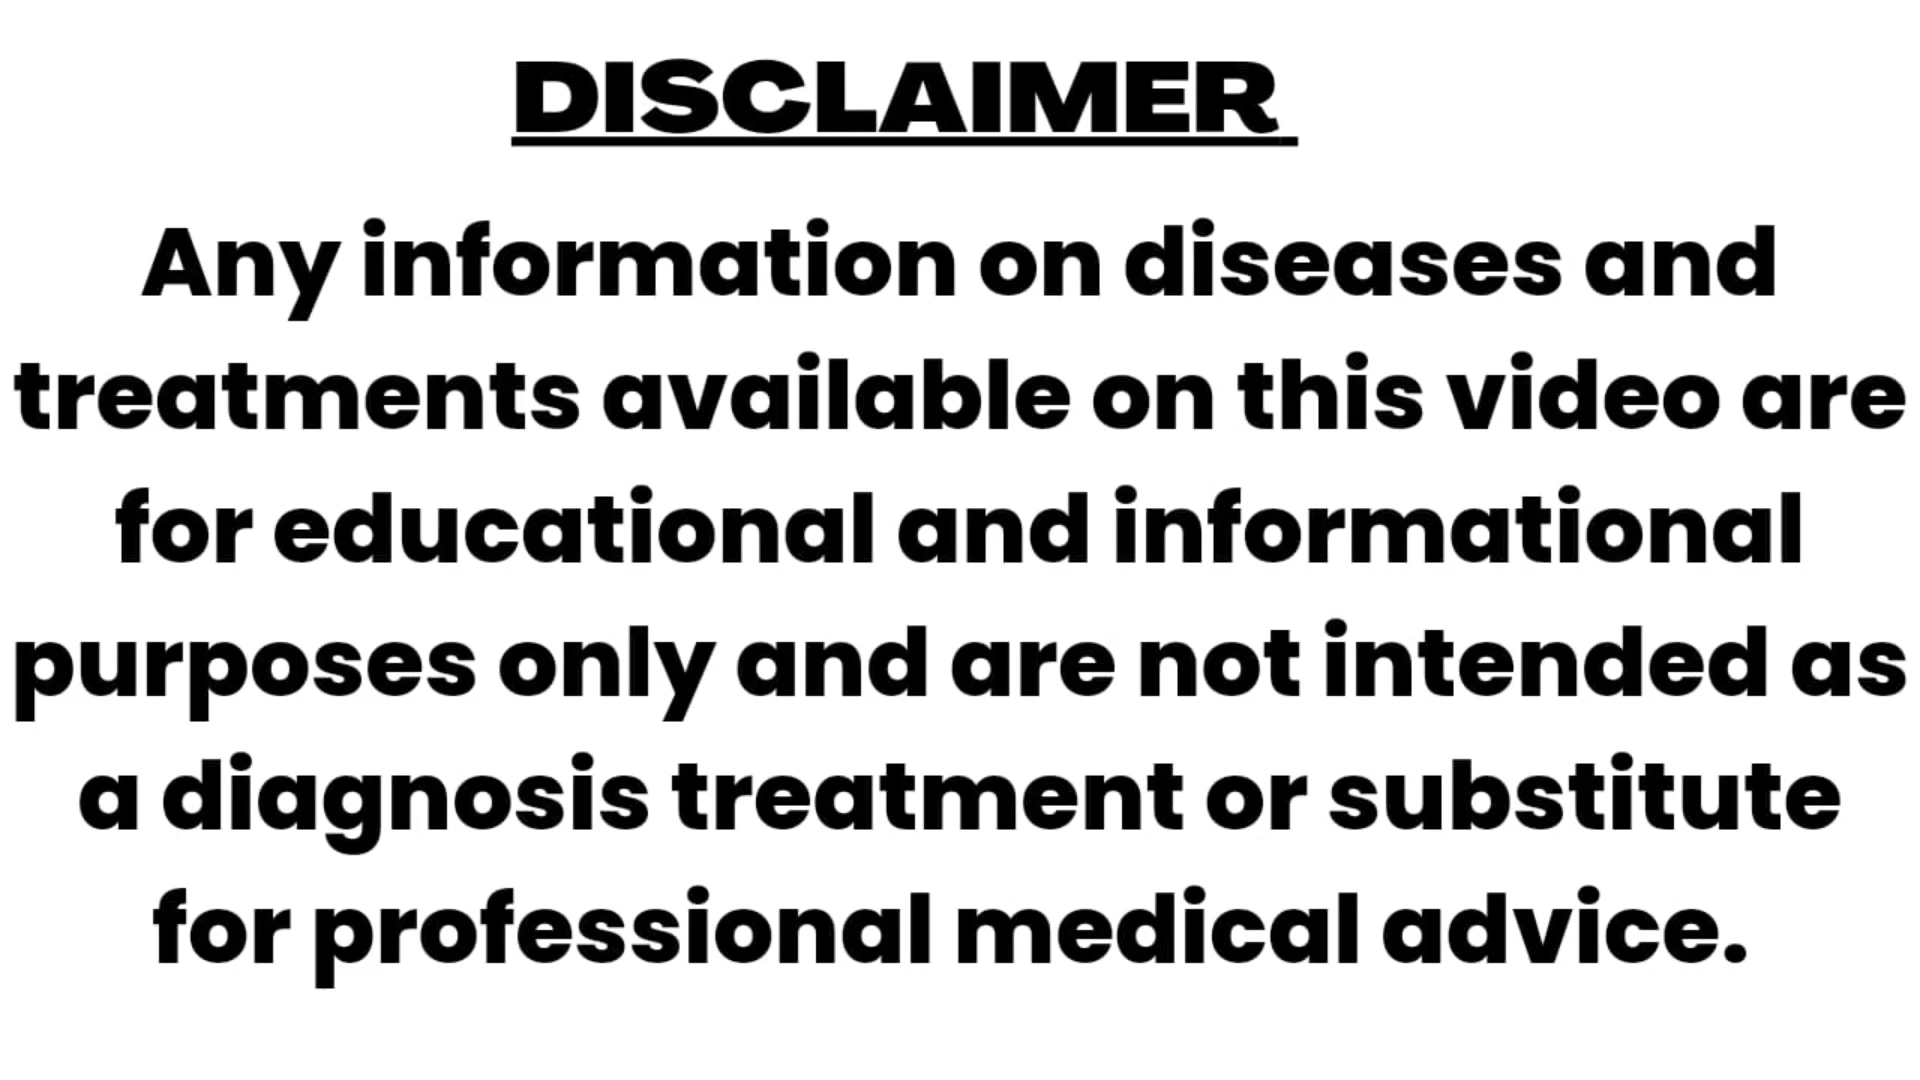 DISCLAIMER
Any information on diseases and
treatments available on this video are
for educational and informational
purposes only and are not intended as
a diagnosis treatment or substitute
for professional medical advice.